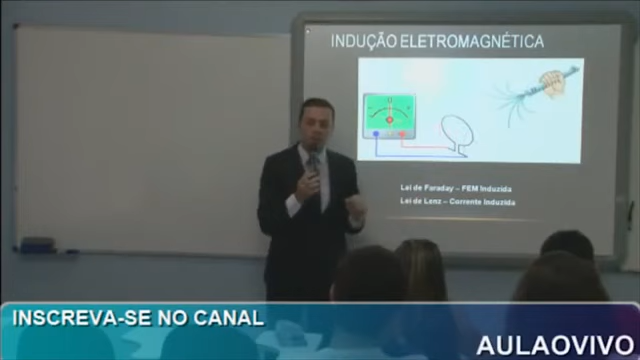 INDUÇÃO ELETROMAGNÉTICA
Lei de Faraday – FEM Induzida
Lei de Lenz – Corrente Induzida
INSCREVA-SE NO CANAL
AULAOVIVO